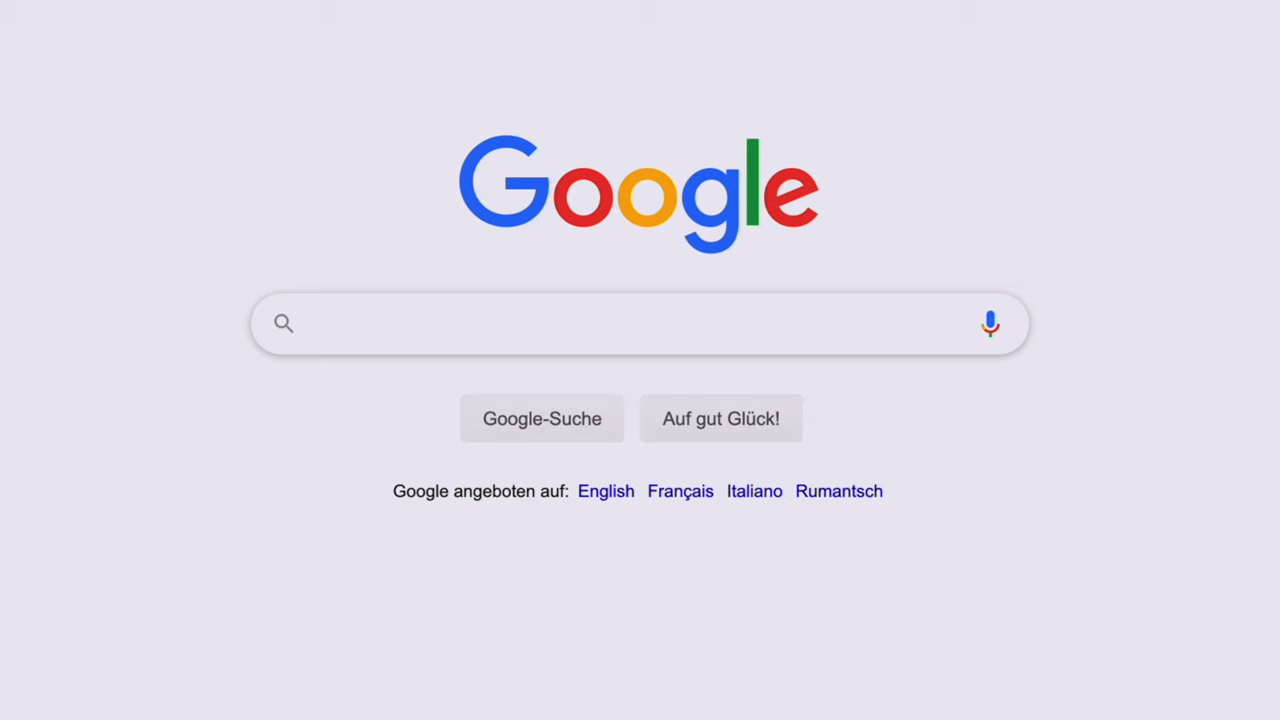 Google
Google-Suche Auf gut Glück!
Google angeboten auf: English Français Italiano Rumantsch